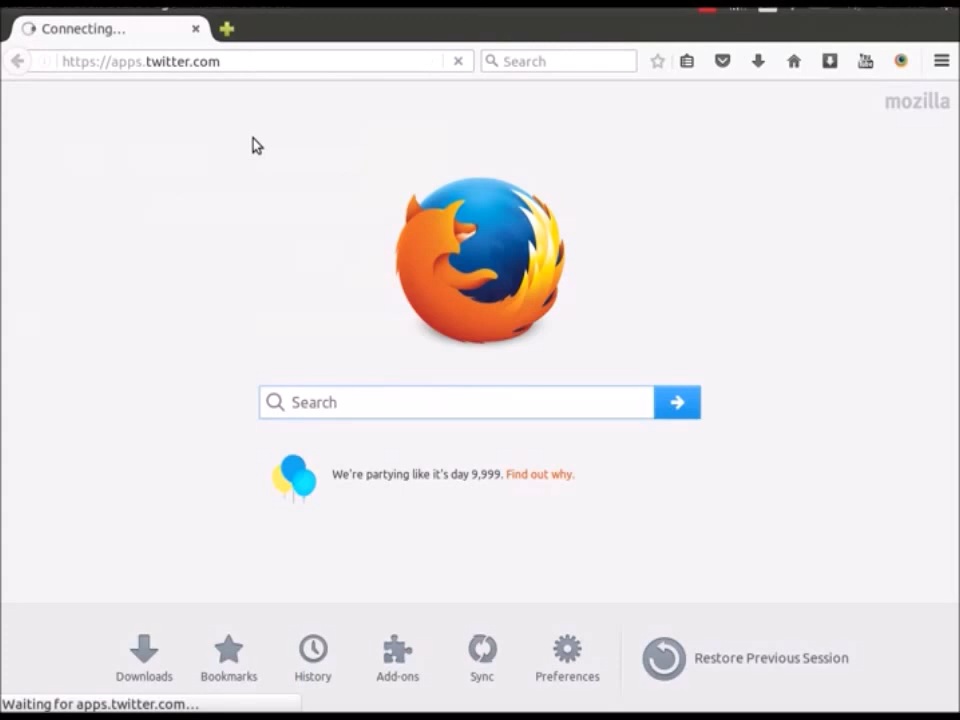 Connecting...
https://apps.twitter.com
Search
You
mozilla
Search
We're partying like it's day 9,999. Find out why.
Downloads
Bookmarks
History
Add-ons
Sync
Preferences
Restore Previous Session
Waiting for apps.twitter.com...